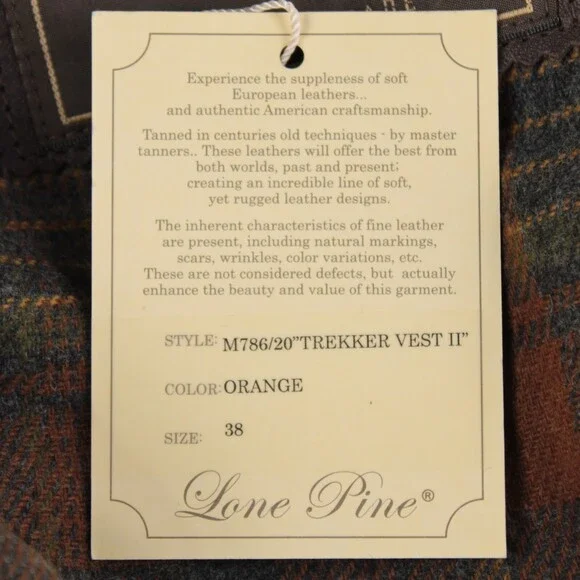 Experience the suppleness of soft
European leathers...
and authentic American craftsmanship.
Tanned in centuries old techniques - by master
tanners.. These leathers will offer the best from
both worlds, past and present;
creating an incredible line of soft,
yet rugged leather designs.
The inherent characteristics of fine leather
are present, including natural markings,
scars, wrinkles, color variations, etc.
These are not considered defects, but actually
enhance the beauty and value of this garment.
STYLE: M786/20"TREKKER VEST II"
COLOR: ORANGE
SIZE: 38
Lone Pine®